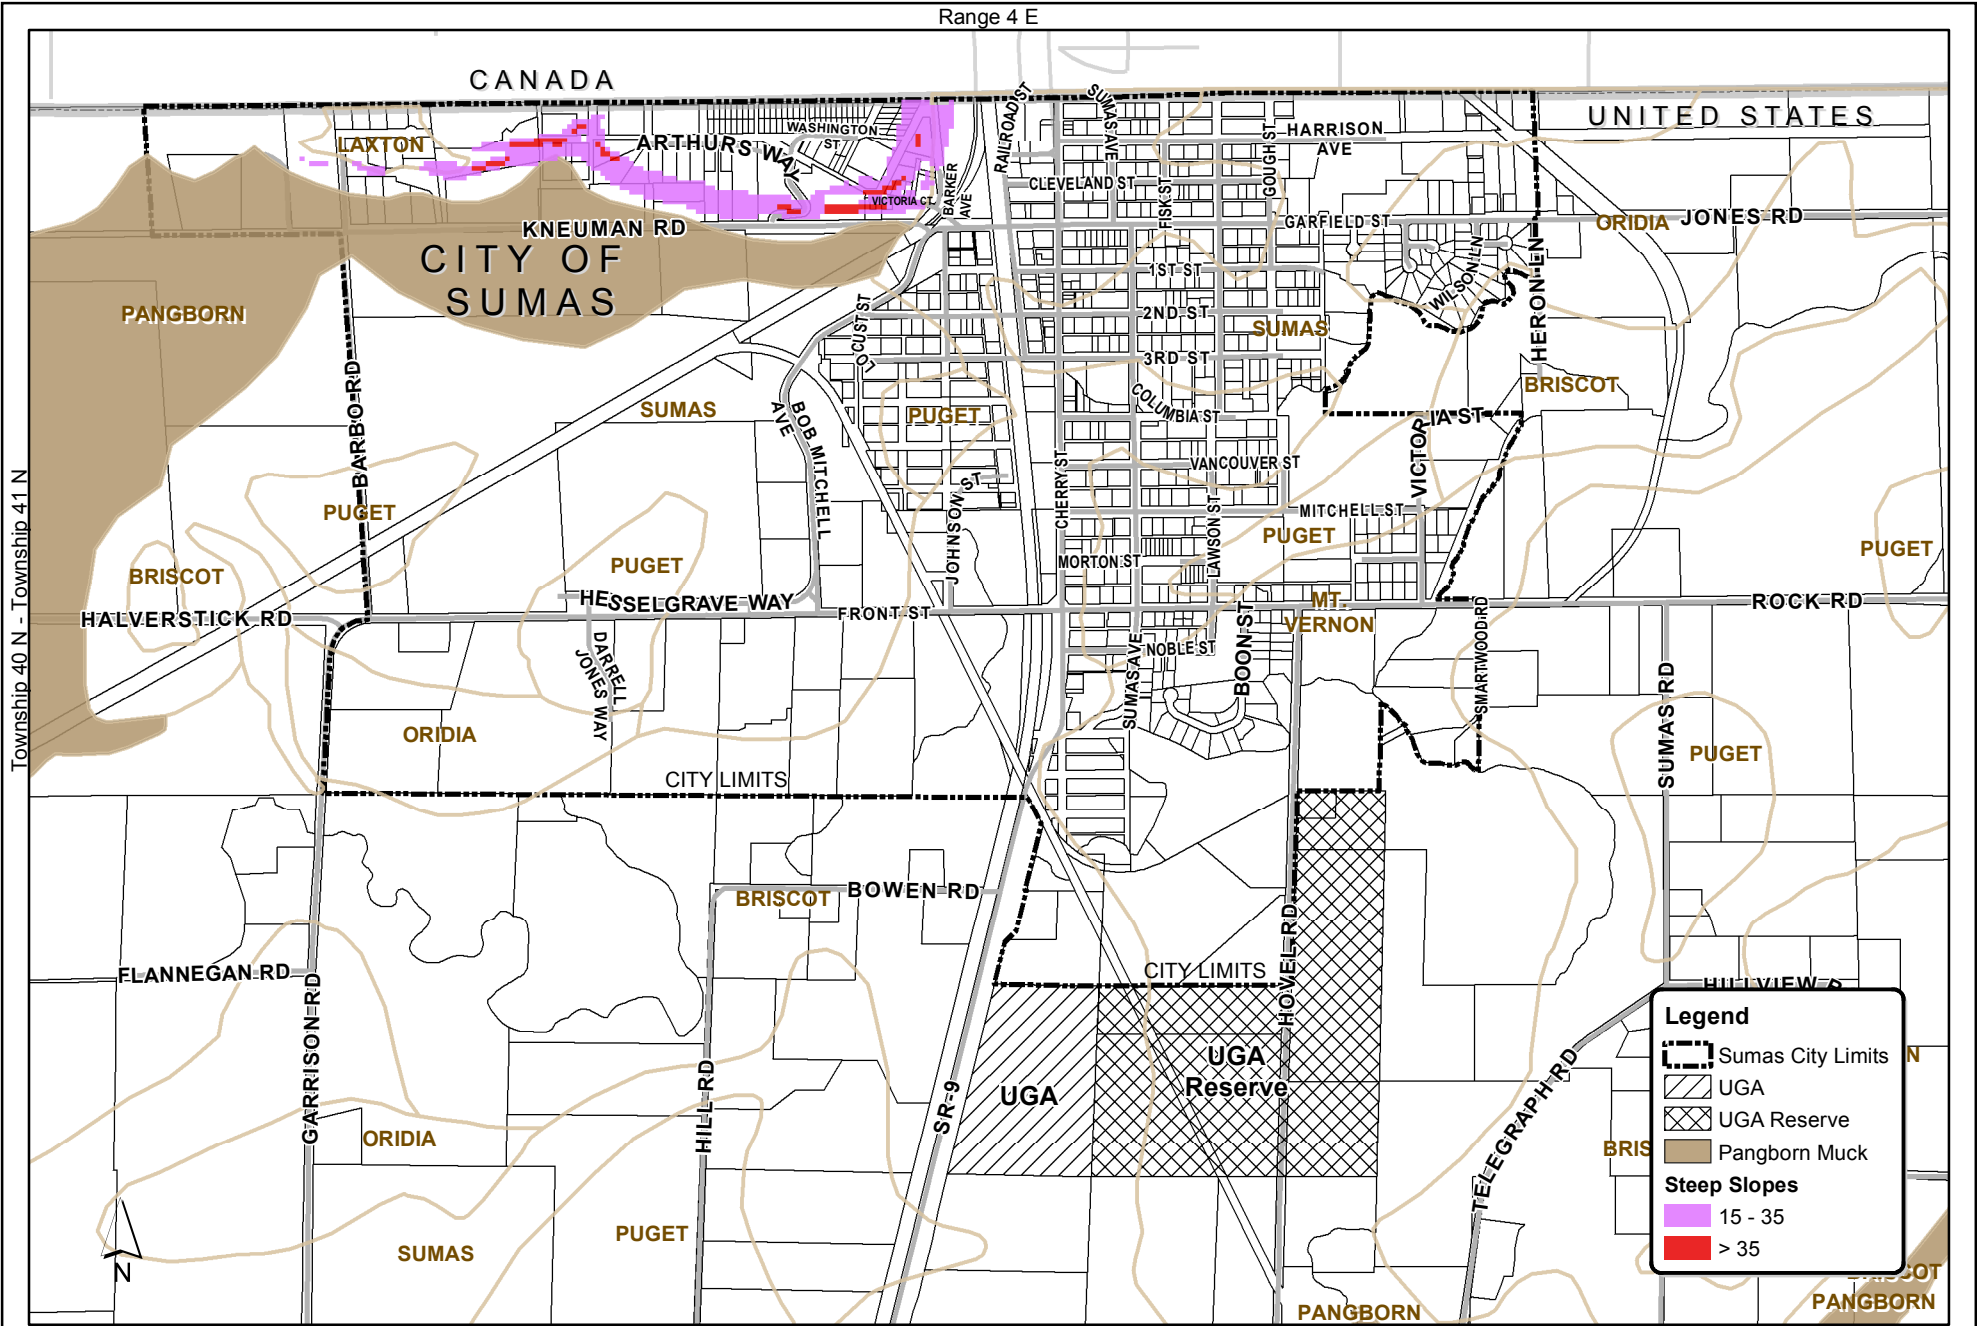 Range 4 E
CANADA
UNITED STATES
Township 40 N - Township 41 N
LAXTON
ARTHURS WAY
WASHINGTON
ST
RAILROAD ST
SUMAS AVE
HARRISON
AVE
GOUGH ST
CLEVELAND ST
FISK ST
BARKER
AVE
VICTORIA CT
GARFIELD ST
ORIDIA
JONES RD
KNEUMAN RD
CITY OF
SUMAS
1ST ST
WILSON LN
HERON LN
PANGBORN
2ND ST
SUMAS
LOCUST ST
3RD ST
BARBO RD
SUMAS
PUGET
COLUMBIA ST
BRISCOT
VICTORIA ST
VICTOR
BOB MITCHELL
AVE
CHERRY ST
VANCOUVER ST
JOHNSON ST
LAWSON ST
MITCHELL ST
PUGET
PUGET
PUGET
PUGET
BRISCOT
MORTON ST
HESSELGRAVE WAY
FRONT ST
HALVERSTICK RD
MT.
VERNON
ROCK RD
DARRELL
JONES WAY
NOBLE ST
BOON ST
SUMAS AVE
SMARTWOOD RD
SUMAS RD
ORIDIA
PUGET
CITY LIMITS
BRISCOT
BOWEN RD
HOVEL RD
FLANNEGAN RD
GARRISON RD
CITY LIMITS
HILLVIEW R
UGA
UGA
Reserve
HILL RD
SR-9
TELEGRAPH RD
ORIDIA
BRIS
N
PUGET
SUMAS
N
PANGBORN
BRISCOT
PANGBORN
Legend
Sumas City Limits
UGA
UGA Reserve
Pangborn Muck
Steep Slopes
15 - 35
> 35